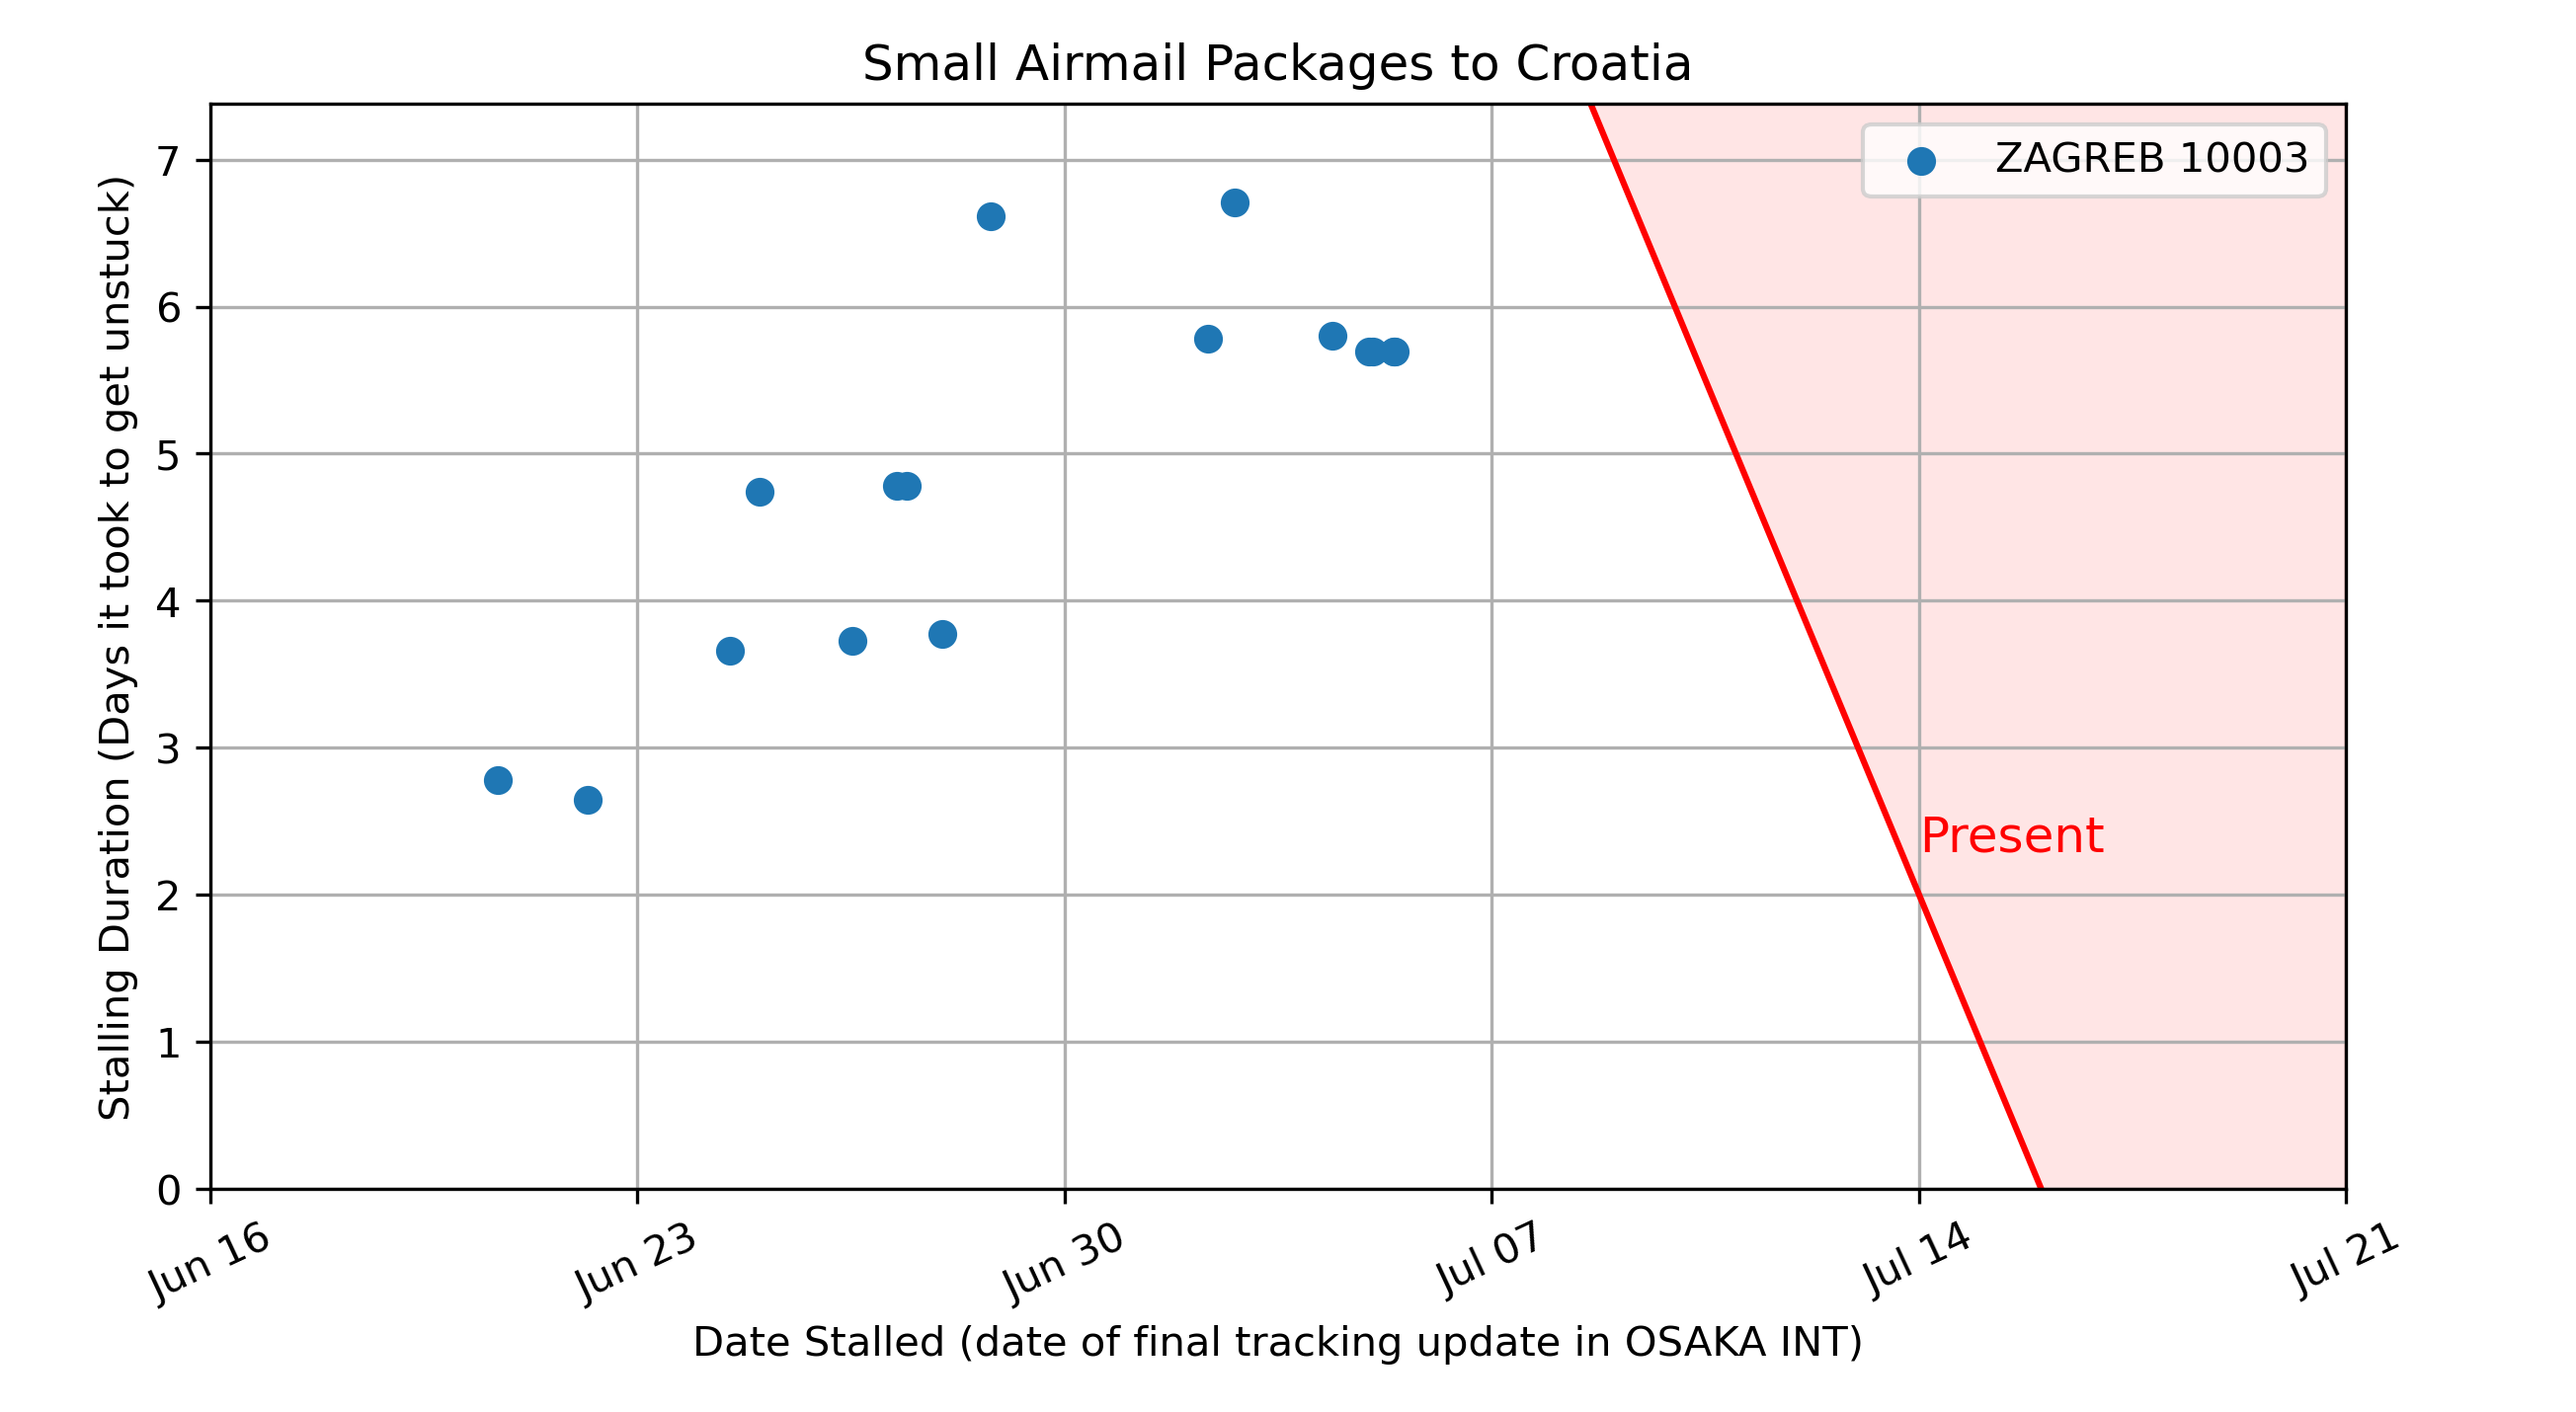 Small Airmail Packages to Croatia
ZAGREB 10003
Stalling Duration (Days it took to get unstuck)
7
6
5
4
3
2
1
0
Present
Jun 16
Jun 23
Jun 30
Jul 07
Jul 14
Jul 21
Date Stalled (date of final tracking update in OSAKA INT)